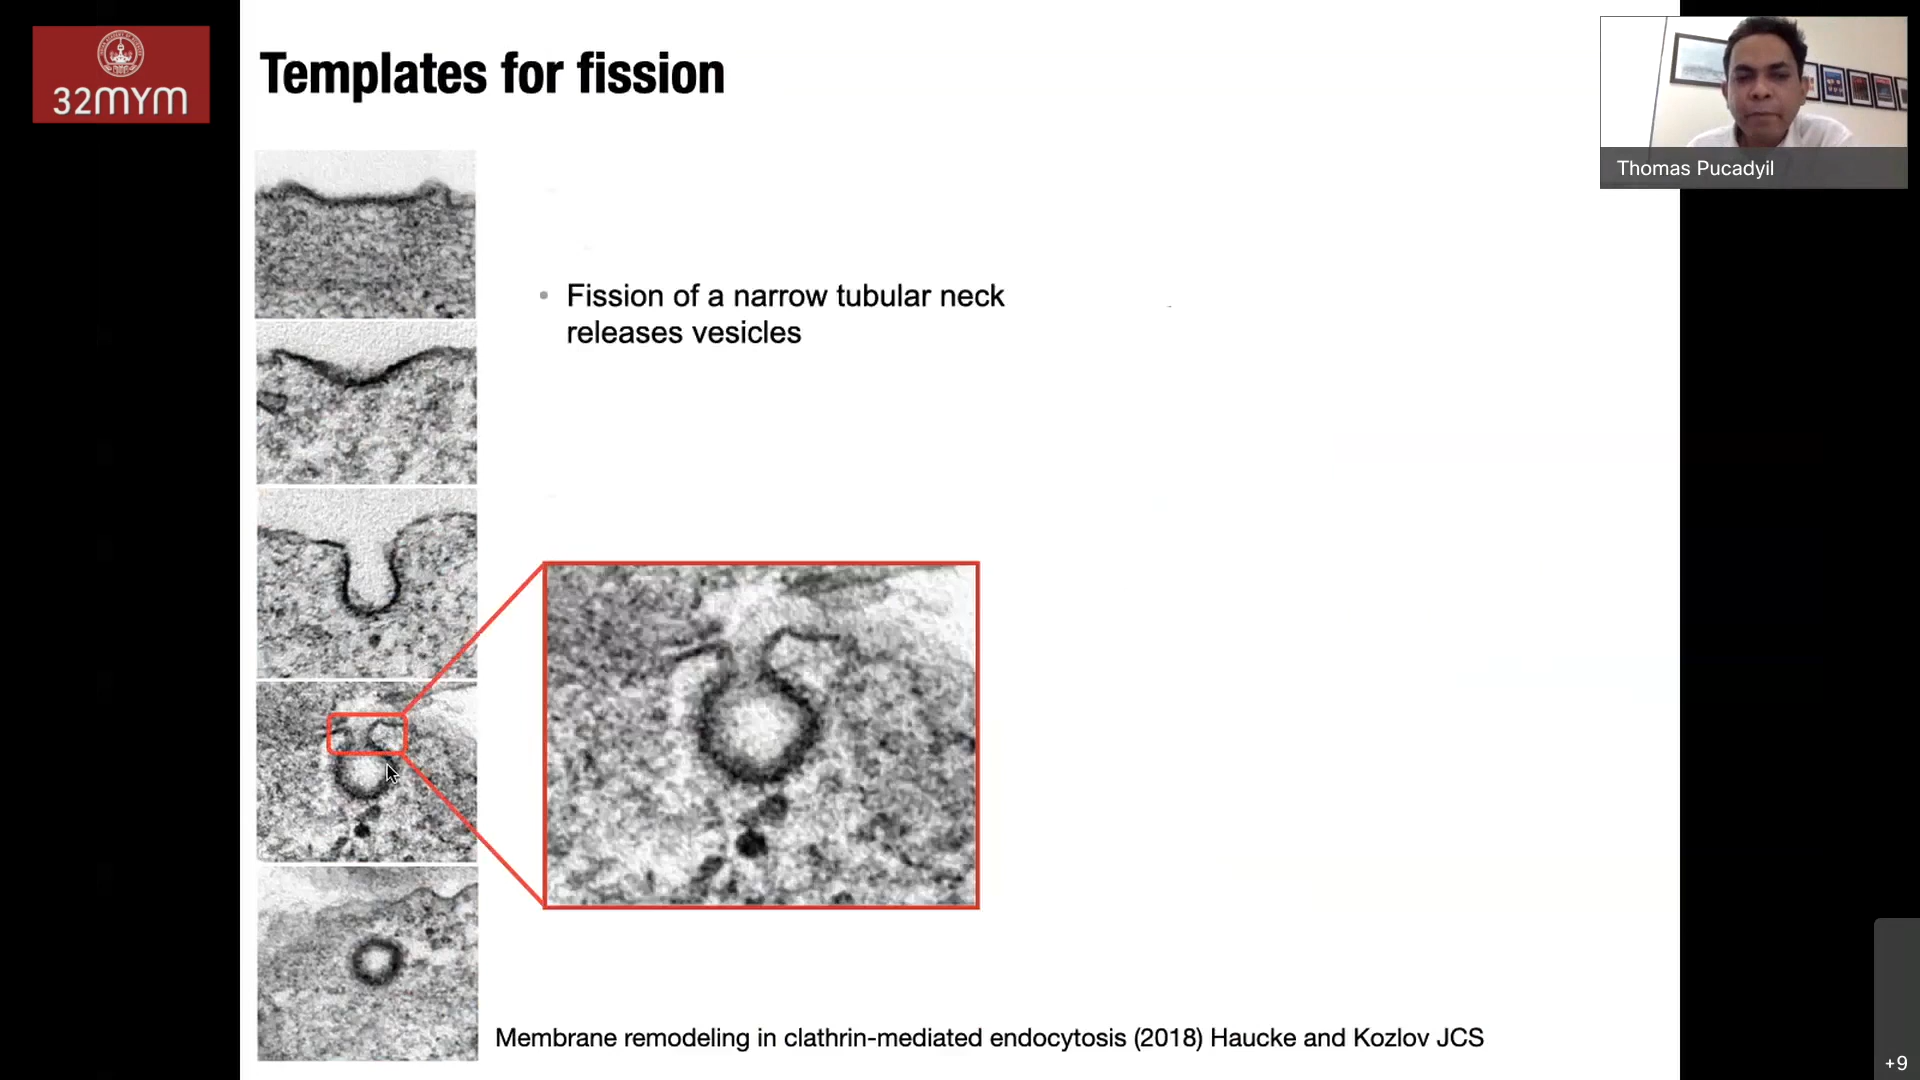 32MYM
Templates for fission
Thomas Pucadyil
• Fission of a narrow tubular neck
releases vesicles
Membrane remodeling in clathrin-mediated endocytosis (2018) Haucke and Kozlov JCS
+9